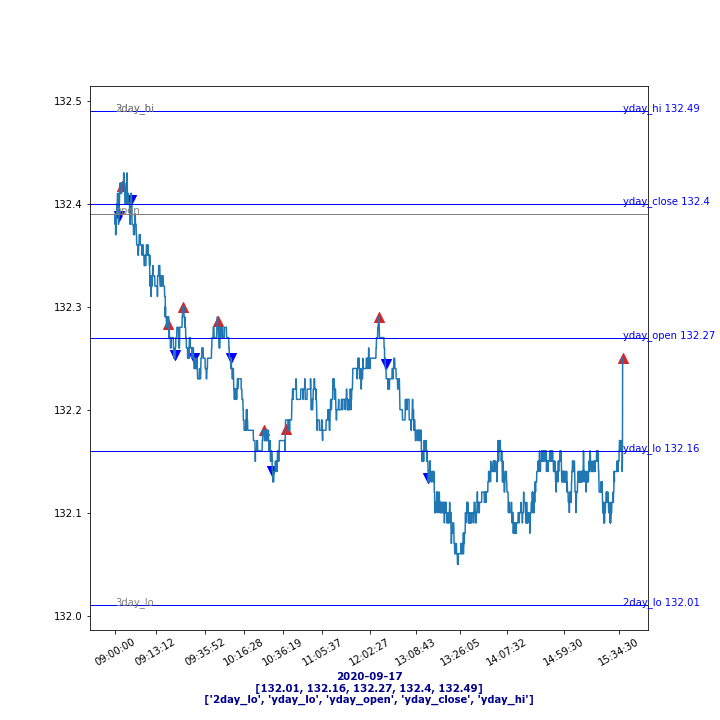 132.5
3day_hi
yday_hi 132.49
132.4
yday_close 132.4
open
132.3
yday_open 132.27
132.2
yday_lo 132.16
132.1
132.0
3day_lo
2day_lo 132.01
09:00:00 09:13:12 09:35:52 10:16:28 10:36:19 11:05:37 12:02:27 13:08:43 13:26:05 14:07:32 14:59:30 15:34:30
2020-09-17
[132.01, 132.16, 132.27, 132.4, 132.49]
['2day_lo', 'yday_lo', 'yday_open', 'yday_close', 'yday_hi']